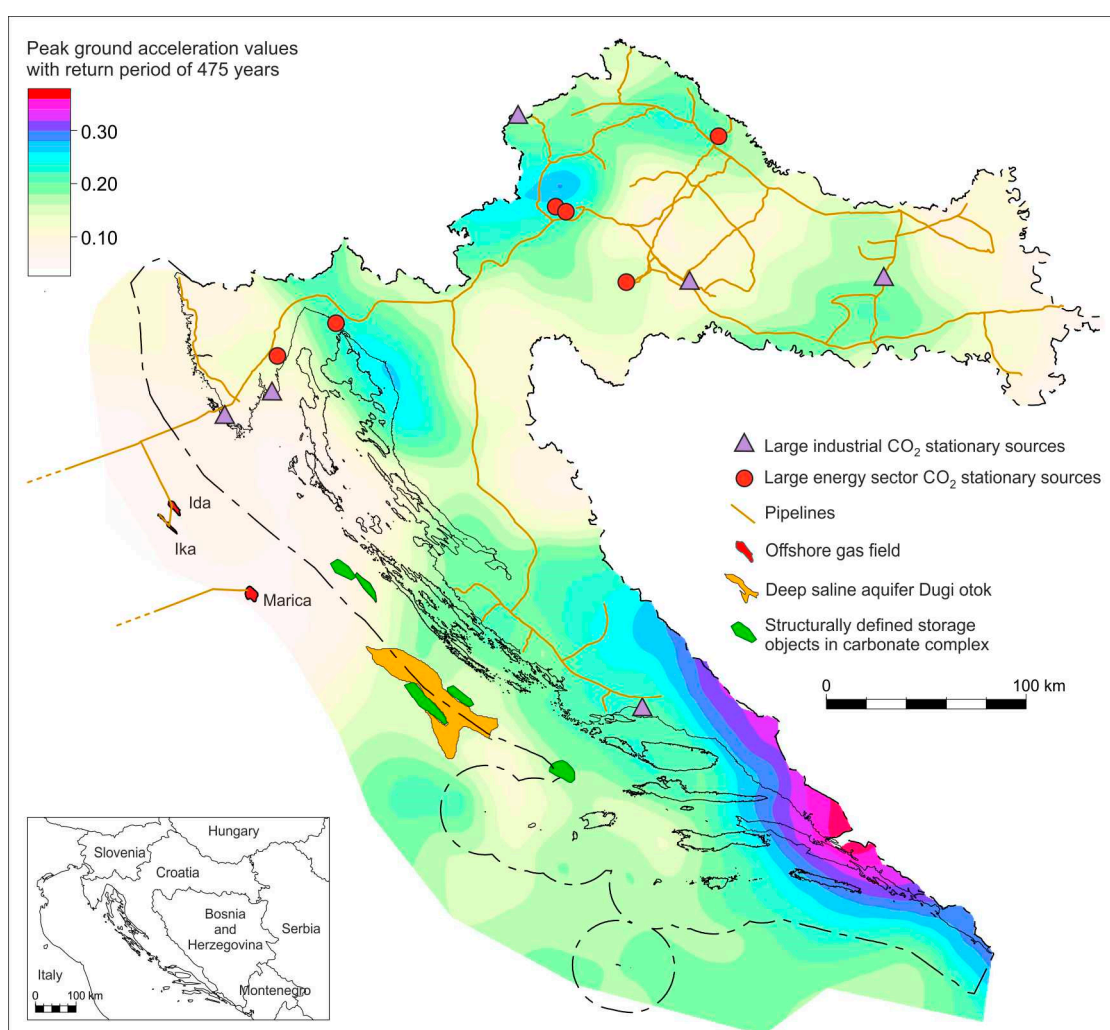 Peak ground acceleration values
with return period of 475 years
0.30
0.20
0.10
Ida
Ika
Marica
Large industrial CO₂ stationary sources
Large energy sector CO₂ stationary sources
Pipelines
Offshore gas field
Deep saline aquifer Dugi otok
Structurally defined storage
objects in carbonate complex
0 100 km
Hungary
Slovenia
Croatia
Bosnia
and
Herzegovina
Serbia
Italy
Montenegro
0 100 km